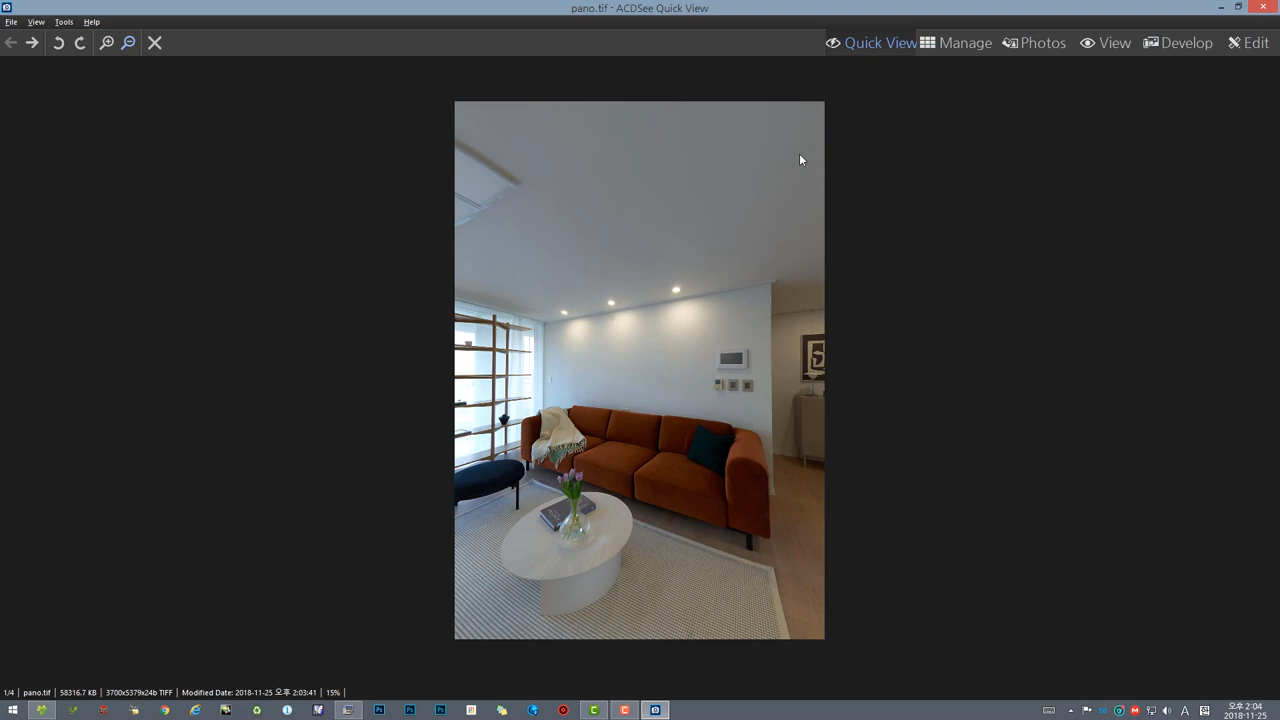 pano.tif - ACDSee Quick View
File View Tools Help
Quick View Manage Photos View Develop Edit
1/4 pano.tif 58316.7 KB 3700x5379x24b TIFF Modified Date: 2018-11-25 오후 2:03:41 15%
A
오후 2:04
2018-11-25